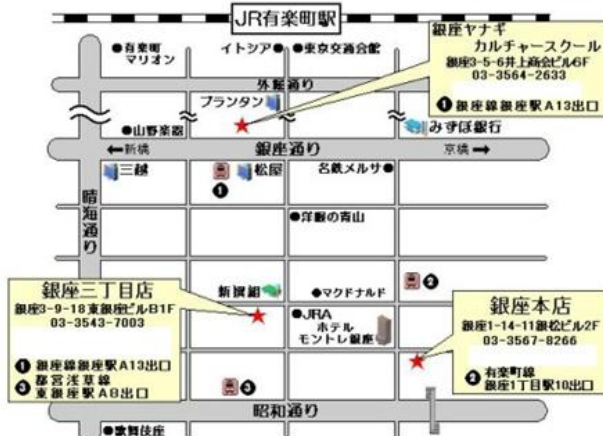 JR有楽町駅
銀座ヤナギ
カルチャースクール
銀座3-5-6井上商会ビル6F
03-3564-2633
❶銀座線銀座駅A13出口
●有楽町
マリオン
イトシア●
●東京交通会館
外堀通り
プランタン
●山野楽器
みずほ銀行
←新橋
銀座通り
京橋→
三越
❶
松屋
名鉄メルサ●
晴海通り
●洋服の青山
❷
新撰組
●マクドナルド
銀座三丁目店
銀座3-9-18東銀座ビルB1F
03-3543-7003
❶銀座線銀座駅A13出口
❸都営浅草線
東銀座駅A8出口
●JRA
ホテル
モントレ銀座
銀座本店
銀座1-14-11銀松ビル2F
03-3567-8266
❷有楽町線
銀座1丁目駅10出口
❸
昭和通り
●歌舞伎座